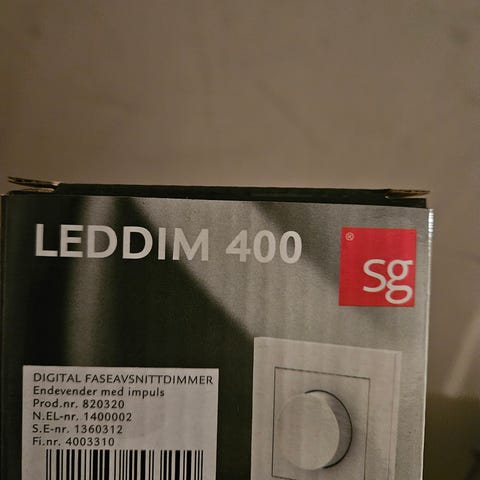 LEDDIM 400
®
sg
DIGITAL FASEAVSNITTDIMMER
Endevender med impuls
Prod.nr. 820320
N.EL-nr. 1400002
S.E-nr. 1360312
Fi.nr. 4003310